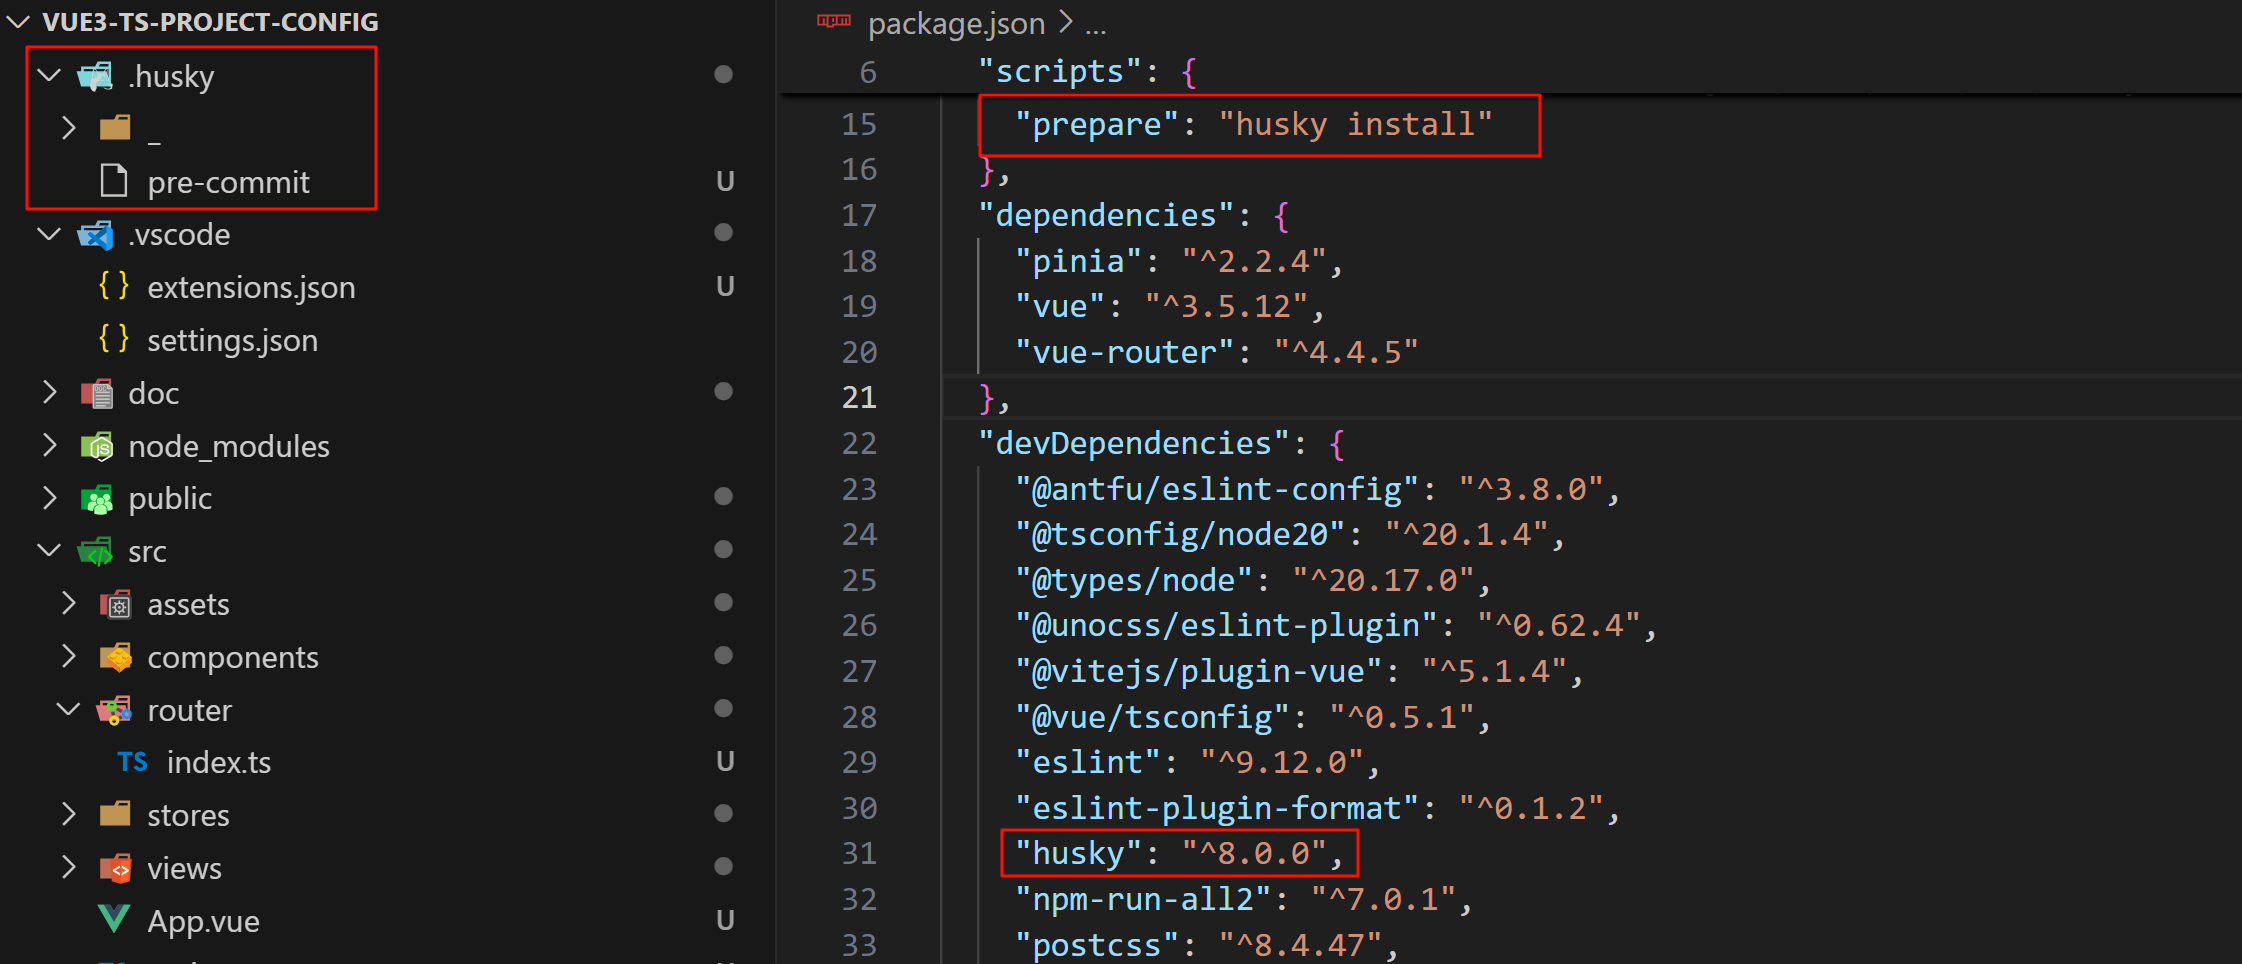 VUE3-TS-PROJECT-CONFIG
.husky
_
pre-commit U
.vscode
extensions.json U
settings.json
doc
node_modules
public
src
assets
components
router
TS index.ts U
stores
views
App.vue U
package.json > ...
6 "scripts": {
15 "prepare": "husky install"
16 },
17 "dependencies": {
18 "pinia": "^2.2.4",
19 "vue": "^3.5.12",
20 "vue-router": "^4.4.5"
21 },
22 "devDependencies": {
23 "@antfu/eslint-config": "^3.8.0",
24 "@tsconfig/node20": "^20.1.4",
25 "@types/node": "^20.17.0",
26 "@unocss/eslint-plugin": "^0.62.4",
27 "@vitejs/plugin-vue": "^5.1.4",
28 "@vue/tsconfig": "^0.5.1",
29 "eslint": "^9.12.0",
30 "eslint-plugin-format": "^0.1.2",
31 "husky": "^8.0.0",
32 "npm-run-all2": "^7.0.1",
33 "postcss": "^8.4.47",